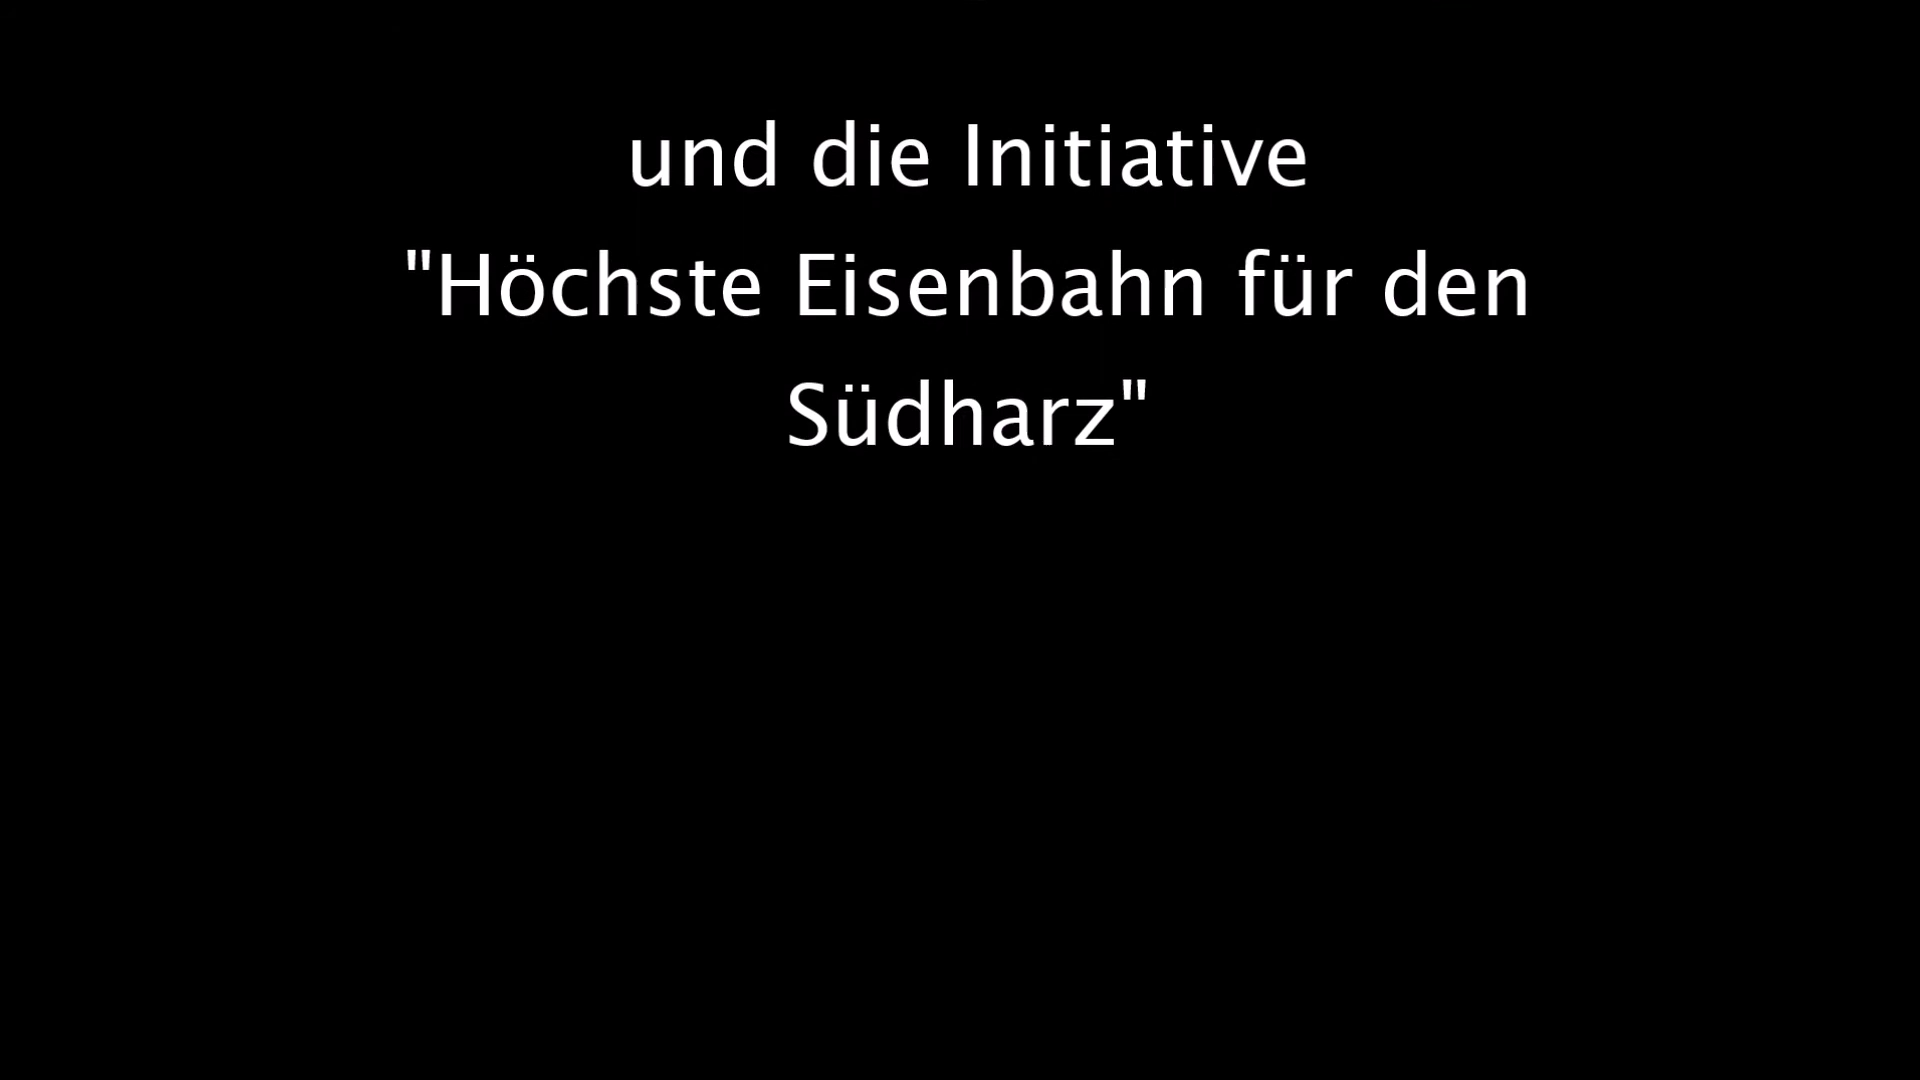 und die Initiative
"Höchste Eisenbahn für den
Südharz"